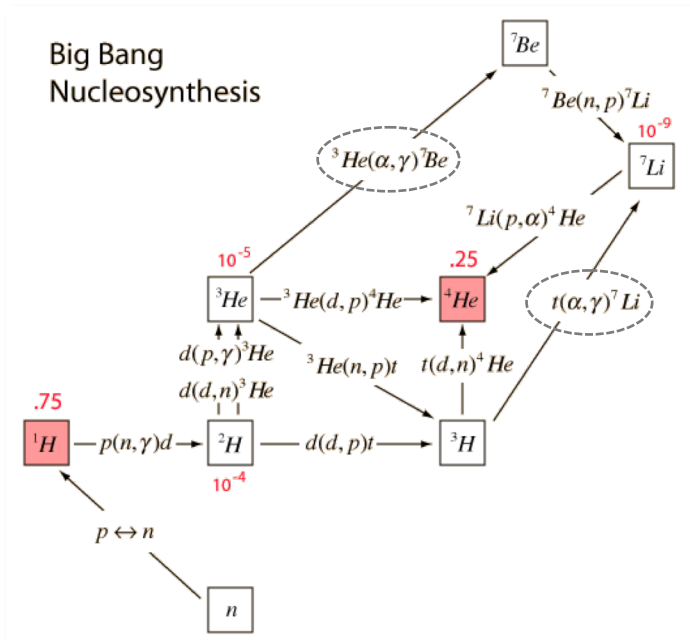 Big Bang
Nucleosynthesis
⁷Be
⁷Be(n, p)⁷Li
10⁻⁹
⁷Li
³He(α, γ)⁷Be
⁷Li(p, α)⁴He
10⁻⁵
.25
³He
³He(d, p)⁴He
⁴He
t(α, γ)⁷Li
d(p, γ)³He
³He(n, p)t
t(d, n)⁴He
d(d, n)³He
.75
¹H
p(n, γ)d
²H
d(d, p)t
³H
10⁻⁴
p ↔ n
n